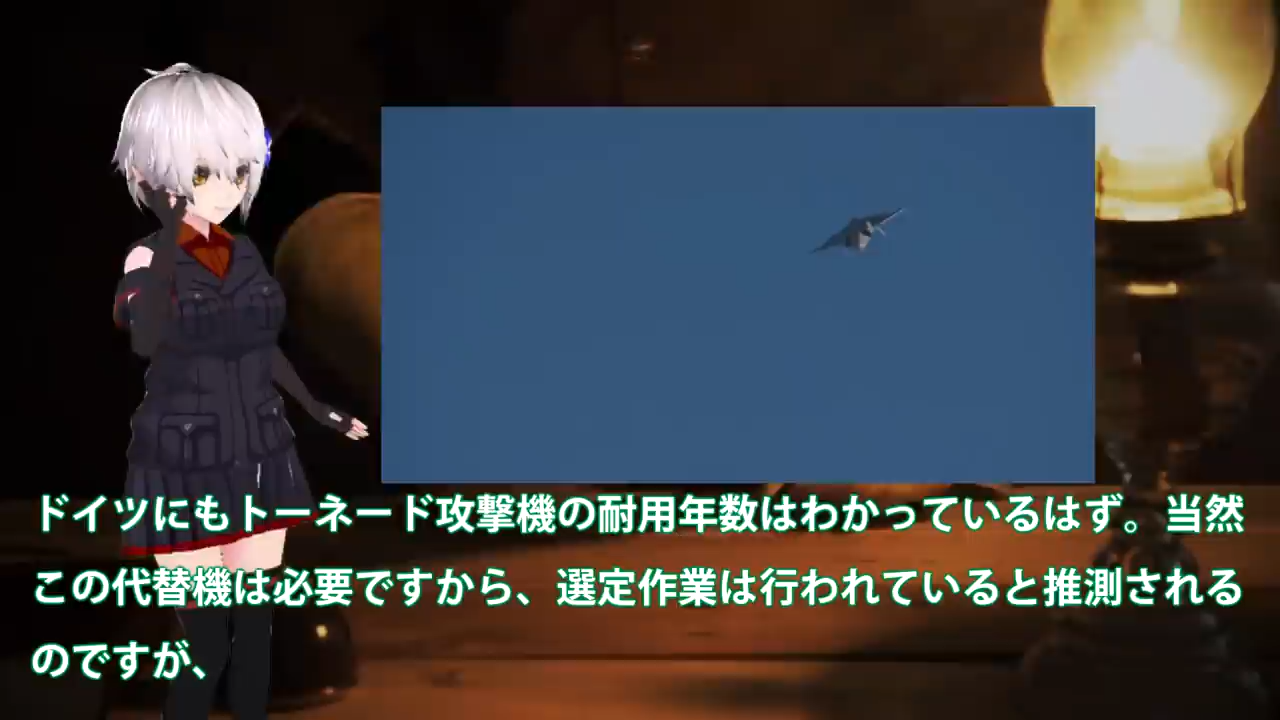 ドイツにもトーネード攻撃機の耐用年数はわかっているはず。当然
この代替機は必要ですから、選定作業は行われていると推測される
のですが、